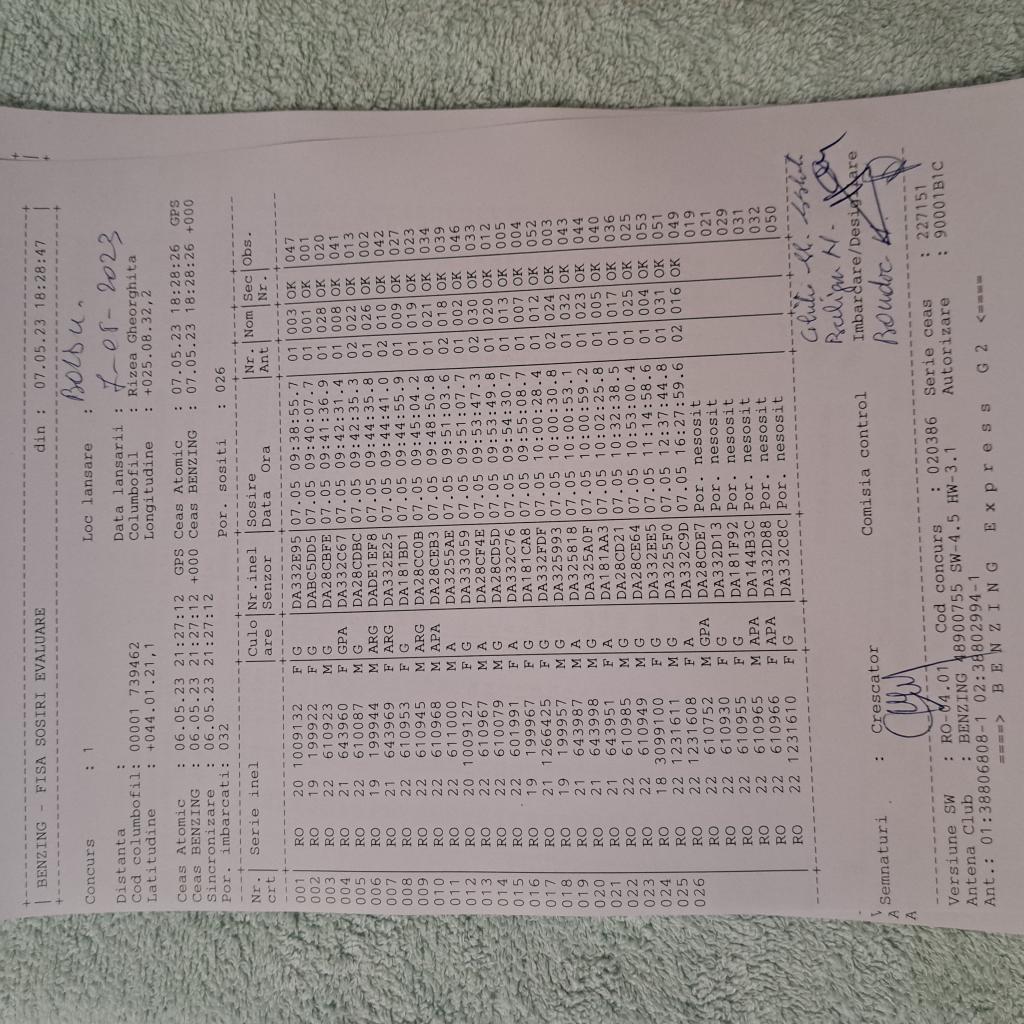 | BENZING - FISA SOSIRI EVALUARE din : 07.05.23 18:28:47 |
Concurs : 1 Loc lansare : BOLDU.
Distanta : Data lansarii : 7-05-2023
Cod columbofil: 00001 739462 Columbofil : Rizea Gheorghita
Latitudine : +044.01.21,1 Longitudine : +025.08.32,2
Ceas Atomic : 06.05.23 21:27:12 GPS Ceas Atomic : 07.05.23 18:28:26 GPS
Ceas BENZING : 06.05.23 21:27:12 +000 Ceas BENZING : 07.05.23 18:28:26 +000
Sincronizare : 06.05.23 21:27:12
Por. imbarcati: 032 Por. sositi : 026
Nr.| Serie inel |Culo|Nr.inel |Sosire |Nr. |Nom|Sec|Obs.
crt | |are |Senzor |Data Ora |Ant | |Nr.|
001 RO 20 1009132 F G DA332E95 07.05 09:38:55.7 01 003 OK 047
002 RO 19 199922 F G DABC5DD5 07.05 09:40:07.7 01 001 OK 001
003 RO 22 610923 M G DA28CBFE 07.05 09:41:36.9 01 028 OK 020
004 RO 21 643960 F GPA DA332C67 07.05 09:42:31.4 01 008 OK 041
005 RO 22 610087 M G DA28CDBC 07.05 09:42:35.3 02 022 OK 013
006 RO 19 199944 M ARG DADE1EF8 07.05 09:44:35.8 01 026 OK 002
007 RO 21 643969 F ARG DA332E25 07.05 09:44:41.0 02 010 OK 042
008 RO 22 610953 F G DA181BD1 07.05 09:44:55.9 01 009 OK 027
009 RO 22 610945 M ARG DA28CC0B 07.05 09:45:04.2 01 019 OK 023
010 RO 22 610968 M APA DA28CEB3 07.05 09:48:50.8 01 021 OK 034
011 RO 22 611000 M A DA3255AE 07.05 09:51:03.6 02 018 OK 039
012 RO 20 1009127 F G DA333059 07.05 09:51:07.7 01 002 OK 046
013 RO 22 610967 M A DA28CF4E 07.05 09:53:47.3 02 030 OK 033
014 RO 22 610079 M G DA28CD5D 07.05 09:53:49.8 01 020 OK 012
015 RO 22 601991 F A DA332C76 07.05 09:54:30.7 01 013 OK 005
016 RO 19 199967 F G DA181CA8 07.05 09:55:08.7 01 007 OK 004
017 RO 21 1266425 F G DA332FDF 07.05 10:00:28.4 01 012 OK 052
018 RO 19 199957 M G DA325993 07.05 10:00:30.8 02 024 OK 003
019 RO 21 643987 M A DA325818 07.05 10:00:53.1 01 032 OK 043
020 RO 21 643998 M G DA325A0F 07.05 10:00:59.2 01 023 OK 044
021 RO 21 643951 F A DA181AA3 07.05 10:02:25.8 01 005 OK 040
022 RO 22 610985 M G DA28CD21 07.05 10:32:38.5 01 017 OK 036
023 RO 22 610949 M G DA28CE64 07.05 10:53:00.4 01 025 OK 025
024 RO 18 3099100 F G DA332EE5 07.05 11:14:58.6 01 004 OK 053
025 RO 22 1231611 M G DA3255F0 07.05 12:37:44.8 01 031 OK 051
026 RO 22 1231608 F A DA332C9D 07.05 16:27:59.6 02 016 OK 049
RO 22 610752 M GPA DA28CDE7 Por. nesosit 019
RO 22 610930 F G DA332D13 Por. nesosit 021
RO 22 610955 F G DA181F92 Por. nesosit 029
RO 22 610965 M APA DA144B3C Por. nesosit 031
RO 22 610966 F APA DA332D88 Por. nesosit 032
RO 22 1231610 F G DA332C8C Por. nesosit 050
Semnaturi : Crescator Comisia control Imbarcare/Desigilare
Versiune SW : RO-04.01 Cod concurs : 020386 Serie ceas : 227151
Antena Club : BENZING 48900755 SW-4.5 HW-3.1 Autorizare : 90001B1C
Ant.: 01:38806808-1 02:3880294-1
====> B E N Z I N G E x p r e s s G 2 <====